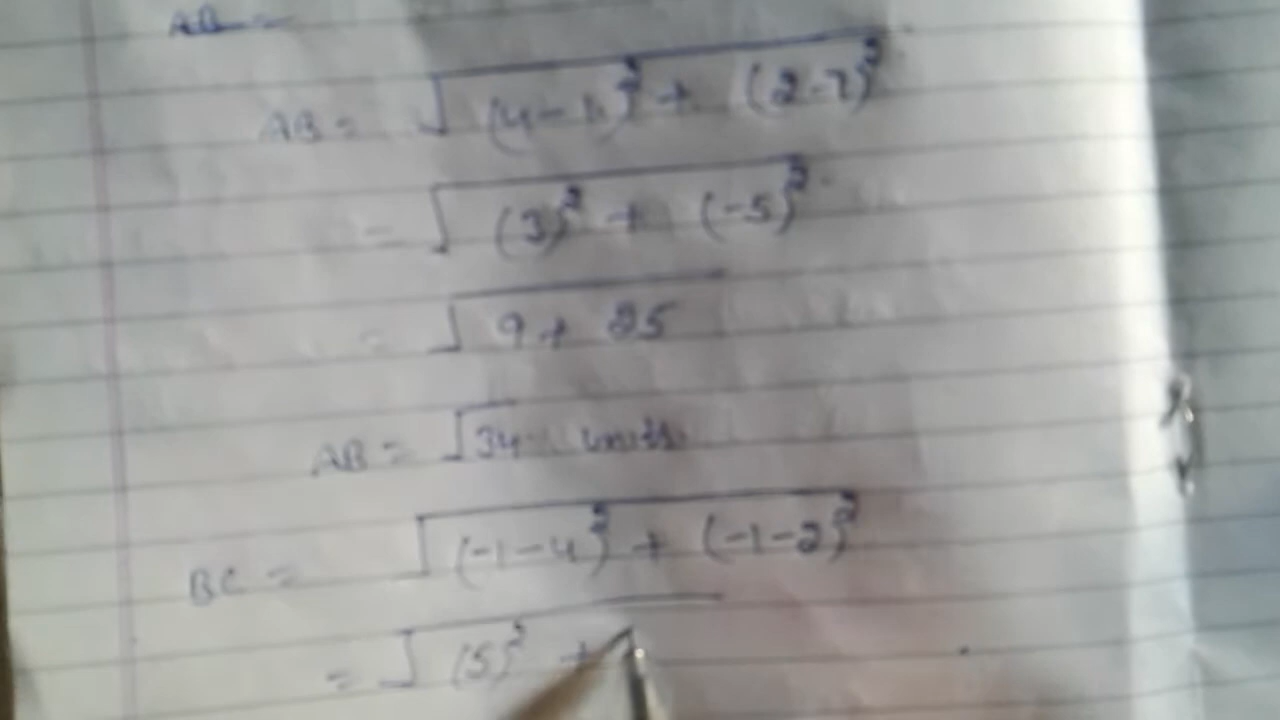 AB =
AB = √(4-1)² + (2-7)²
= √(3)² + (-5)²
= √9 + 25
AB = √34 units
BC = √(-1-4)² + (-1-2)²
= √(5)² +